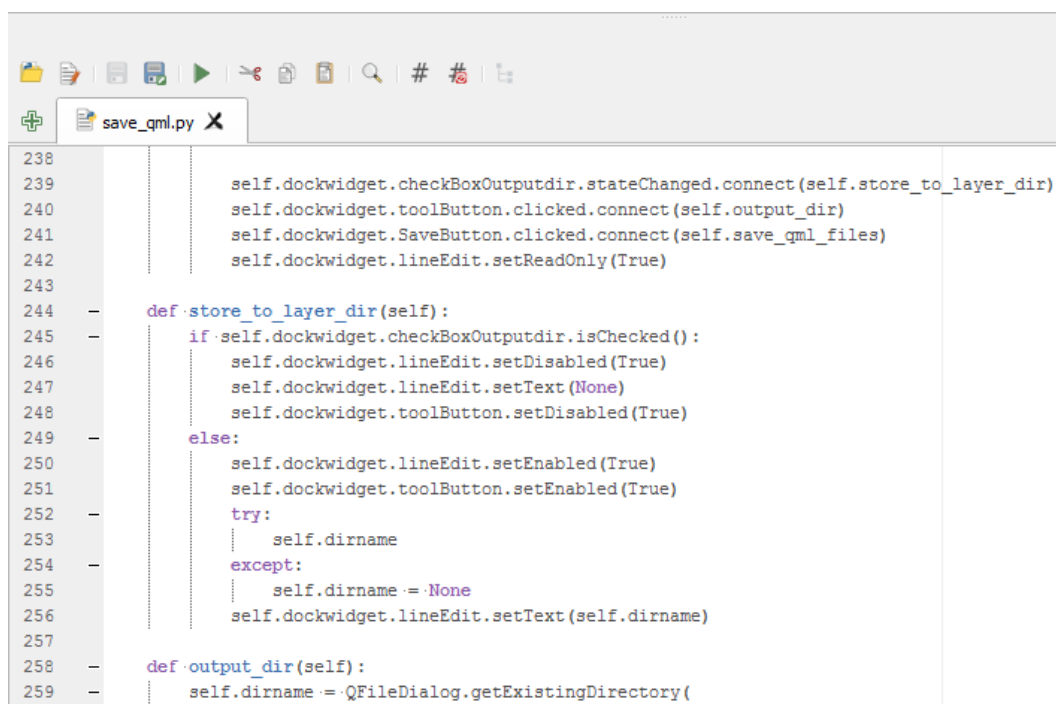 save_qml.py
238
239 self.dockwidget.checkBoxOutputdir.stateChanged.connect(self.store_to_layer_dir)
240 self.dockwidget.toolButton.clicked.connect(self.output_dir)
241 self.dockwidget.SaveButton.clicked.connect(self.save_qml_files)
242 self.dockwidget.lineEdit.setReadOnly(True)
243
244 def store_to_layer_dir(self):
245 if self.dockwidget.checkBoxOutputdir.isChecked():
246 self.dockwidget.lineEdit.setDisabled(True)
247 self.dockwidget.lineEdit.setText(None)
248 self.dockwidget.toolButton.setDisabled(True)
249 else:
250 self.dockwidget.lineEdit.setEnabled(True)
251 self.dockwidget.toolButton.setEnabled(True)
252 try:
253 self.dirname
254 except:
255 self.dirname = None
256 self.dockwidget.lineEdit.setText(self.dirname)
257
258 def output_dir(self):
259 self.dirname = QFileDialog.getExistingDirectory(